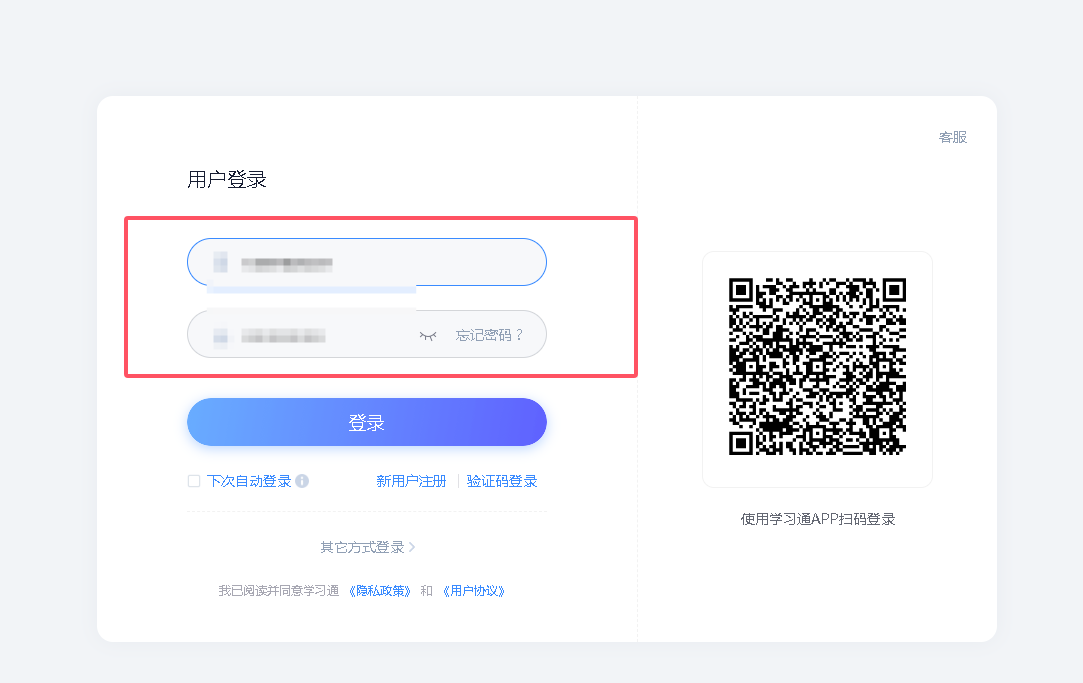 客服
用户登录
忘记密码？
登录
下次自动登录
新用户注册 验证码登录
其它方式登录
我已阅读并同意学习通 《隐私政策》 和 《用户协议》
使用学习通APP扫码登录